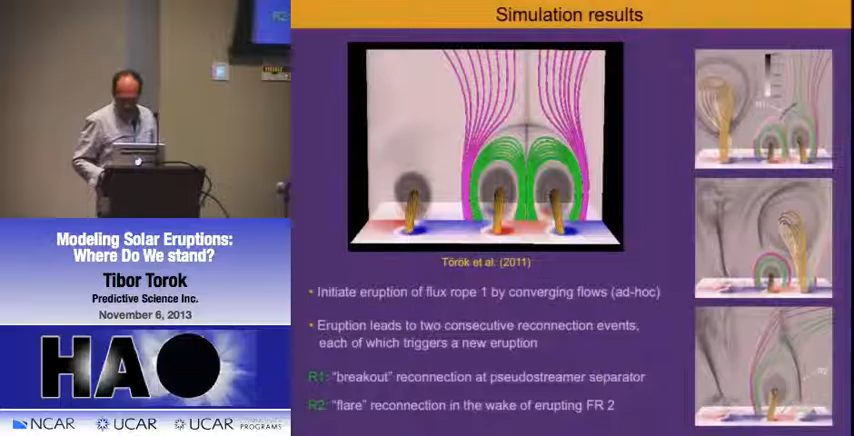 Simulation results
Török et al. (2011)
• Initiate eruption of flux rope 1 by converging flows (ad-hoc)
• Eruption leads to two consecutive reconnection events,
each of which triggers a new eruption
R1: “breakout” reconnection at pseudostreamer separator
R2: “flare” reconnection in the wake of erupting FR 2
Modeling Solar Eruptions:
Where Do We stand?
Tibor Torok
Predictive Science Inc.
November 6, 2013
HAO
NCAR UCAR UCAR COMMUNITY PROGRAMS